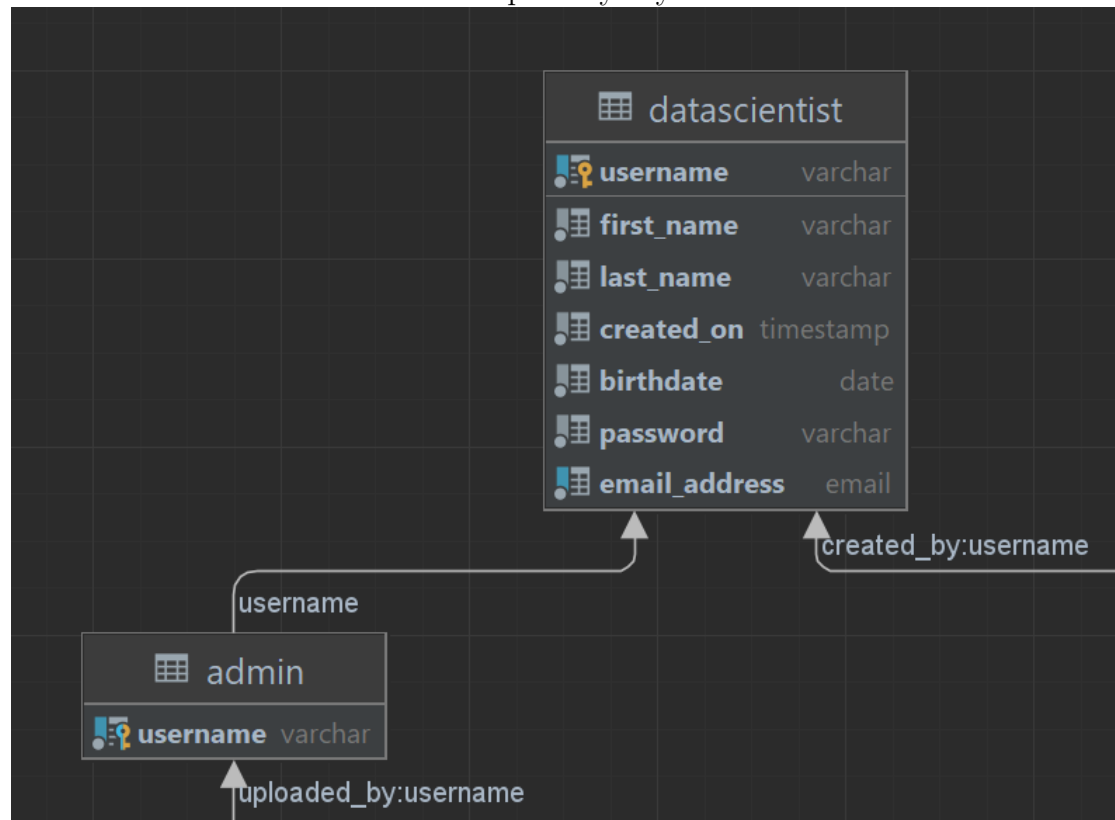 datascientist
username varchar
first_name varchar
last_name varchar
created_on timestamp
birthdate date
password varchar
email_address email
created_by:username
username
admin
username varchar
uploaded_by:username